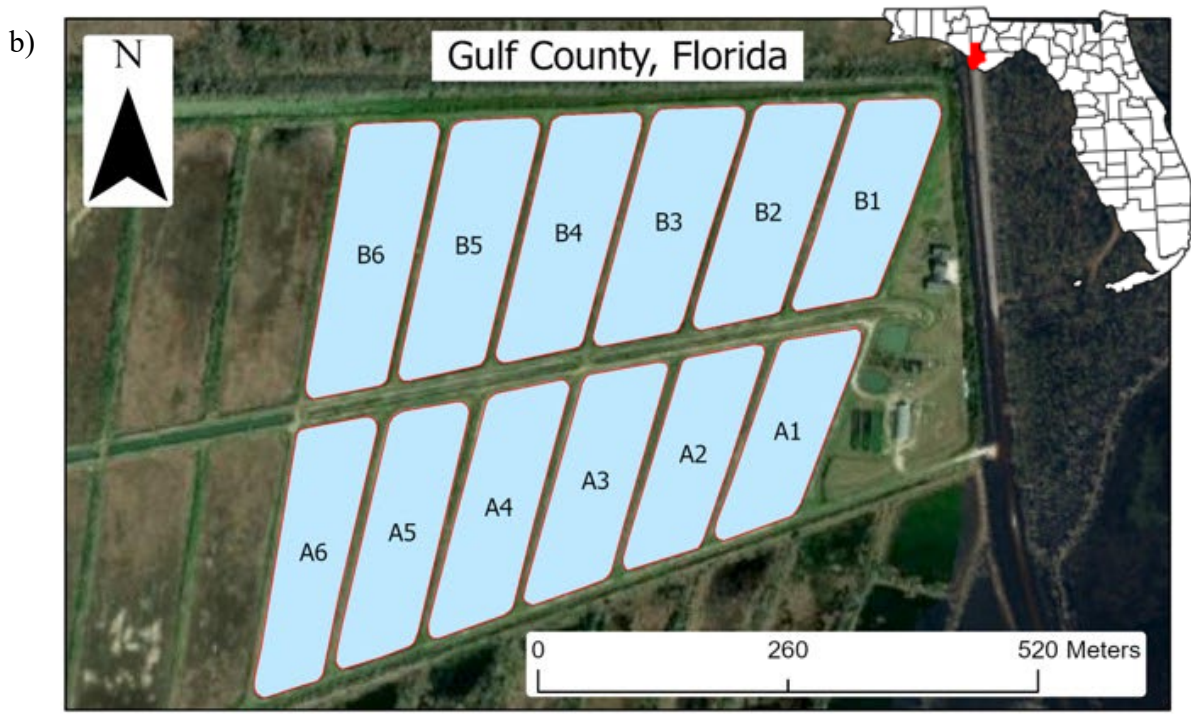 b)
N
Gulf County, Florida
B6 B5 B4 B3 B2 B1
A6 A5 A4 A3 A2 A1
0 260 520 Meters